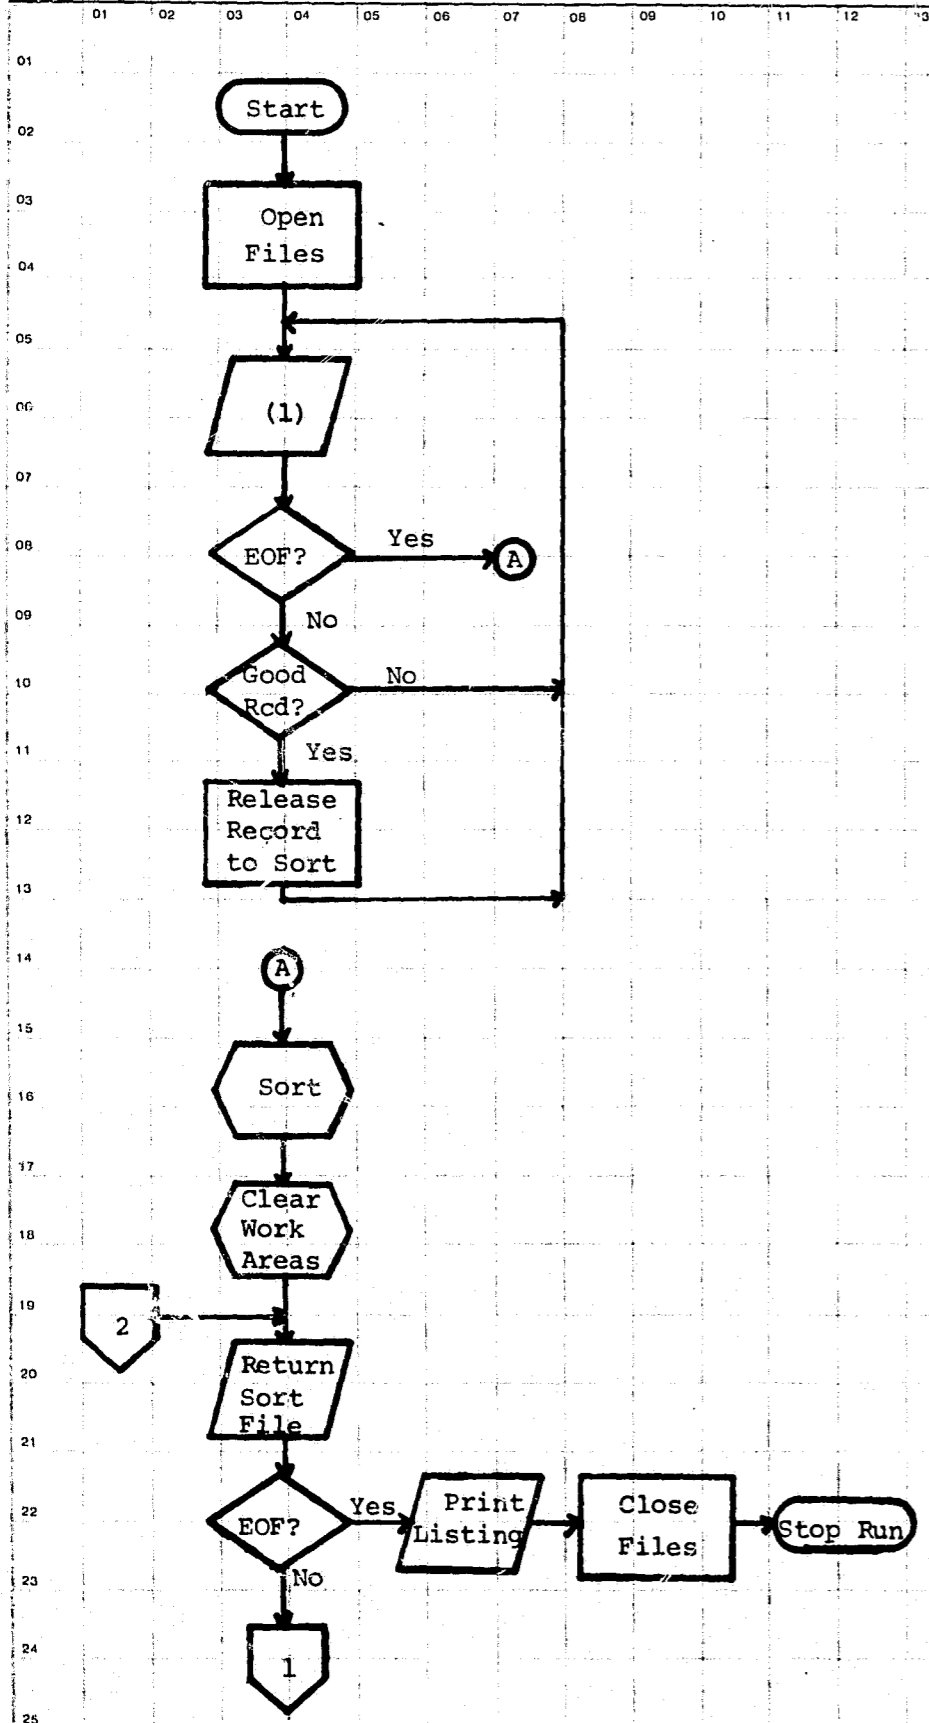 01 02 03 04 05 06 07 08 09 10 11 12 13
01
Start
02
03
Open
Files
04
05
06
(1)
07
08
EOF?
Yes
A
09
No
10
Good
Rcd?
No
11
Yes
12
Release
Record
to Sort
13
14
A
15
16
Sort
17
18
Clear
Work
Areas
19
2
20
Return
Sort
File
21
22
EOF?
Yes
Print
Listing
Close
Files
Stop Run
23
No
24
1
25